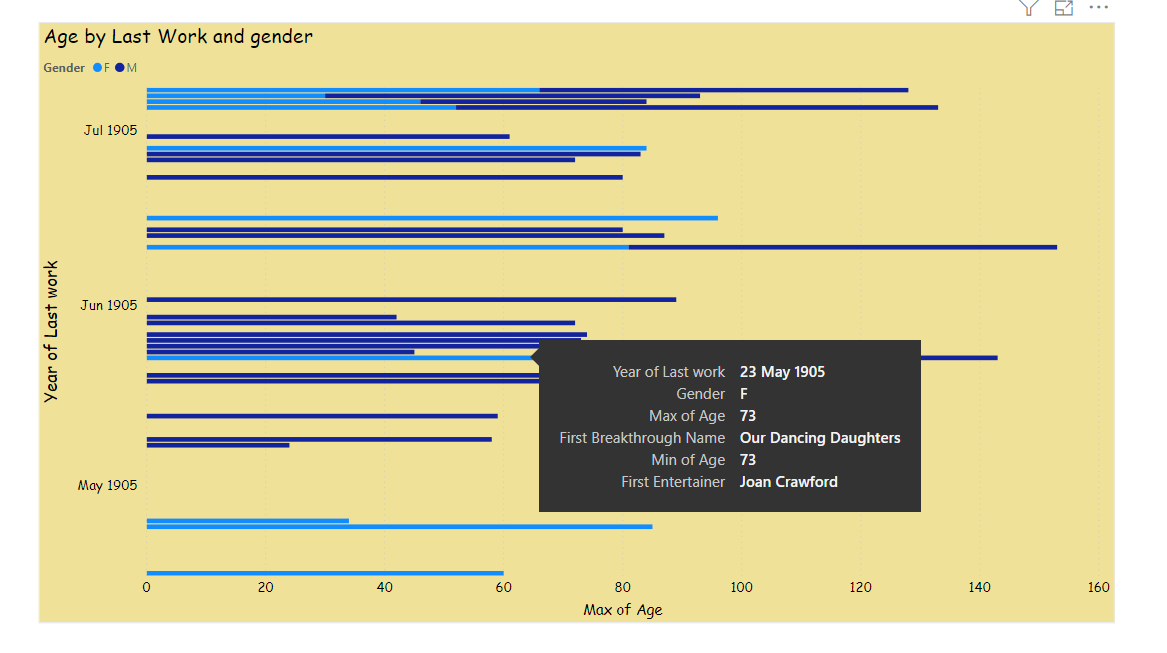 Age by Last Work and gender
Gender F M
Jul 1905
Jun 1905
May 1905
Year of Last work
Year of Last work 23 May 1905
Gender F
Max of Age 73
First Breakthrough Name Our Dancing Daughters
Min of Age 73
First Entertainer Joan Crawford
0 20 40 60 80 100 120 140 160
Max of Age